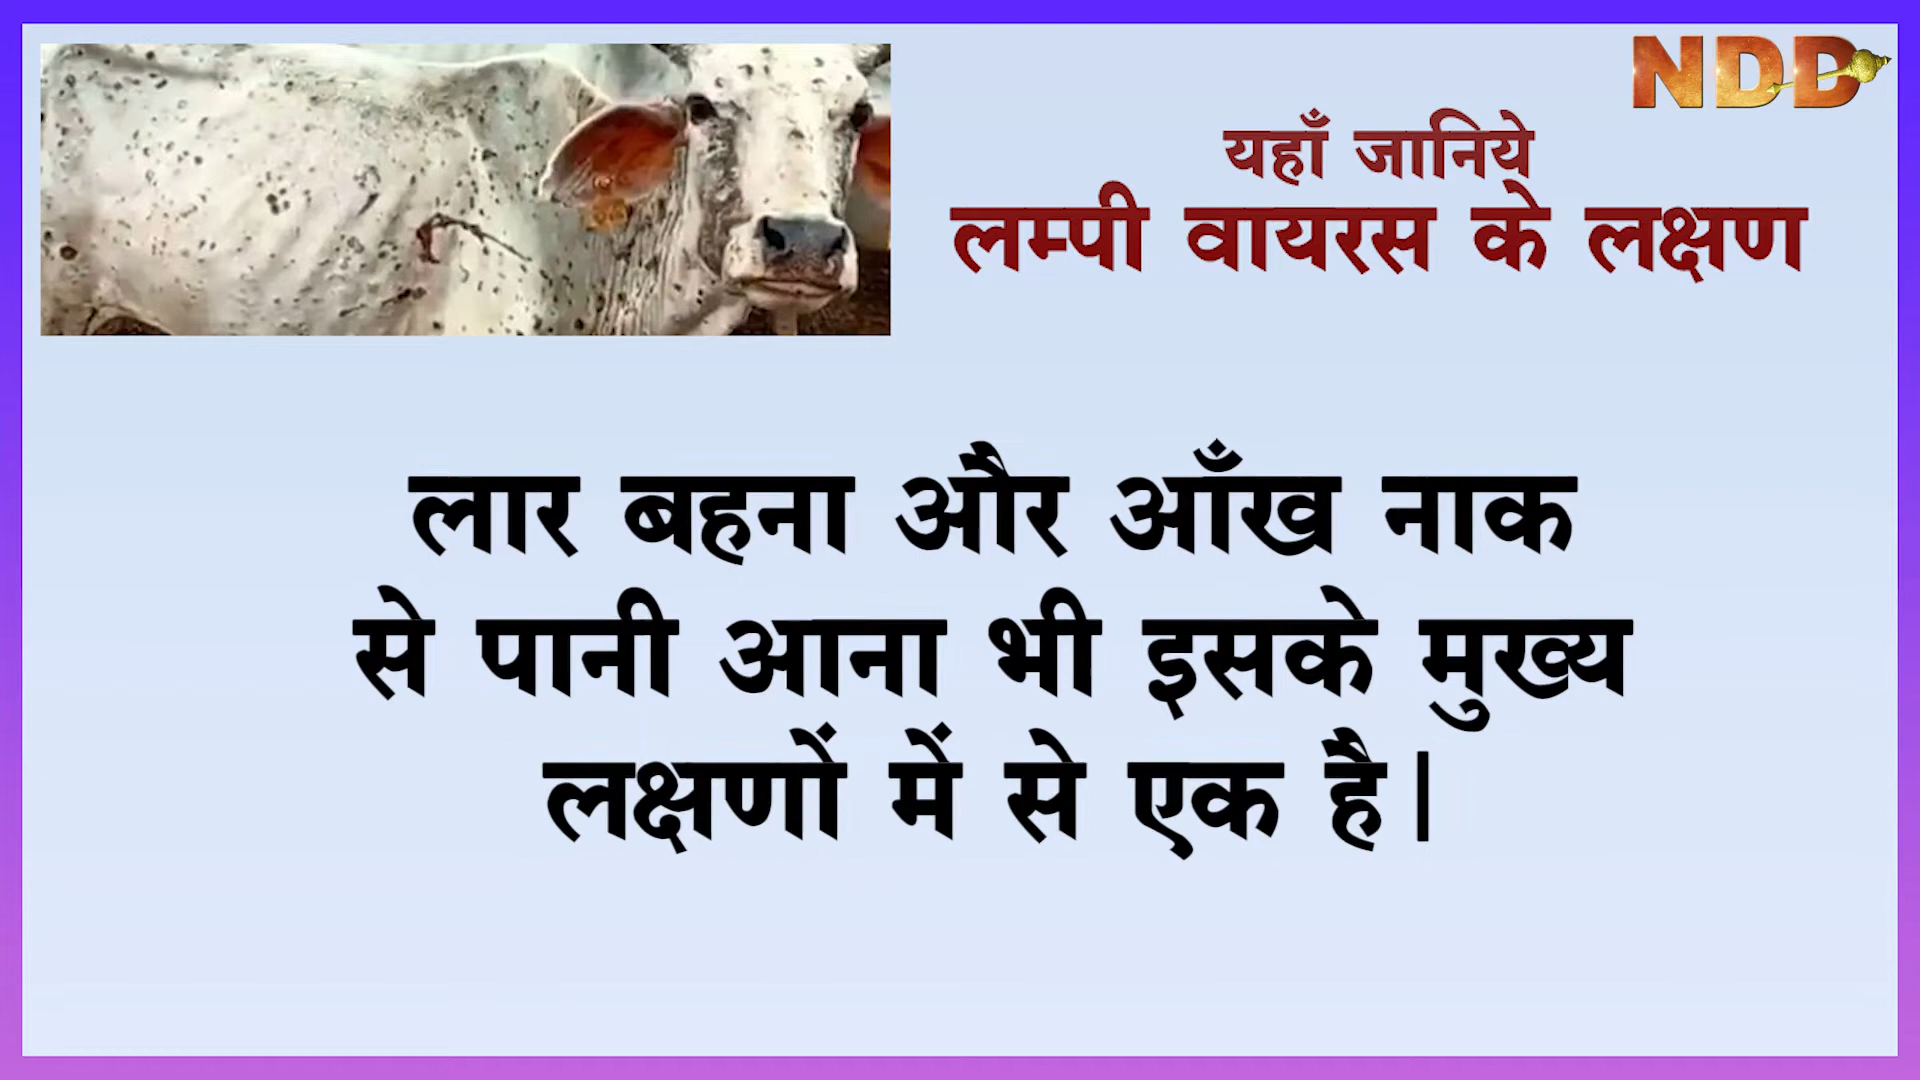 NDD
यहाँ जानिये
लम्पी वायरस के लक्षण
लार बहना और आँख नाक
से पानी आना भी इसके मुख्य
लक्षणों में से एक है|